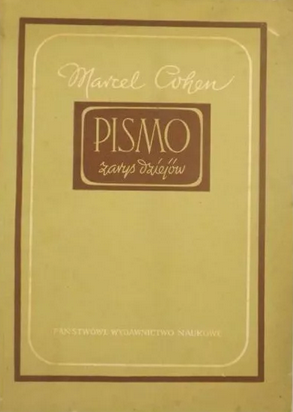 Marcel Cohen
PISMO
zarys dziejów
PAŃSTWOWE WYDAWNICTWO NAUKOWE